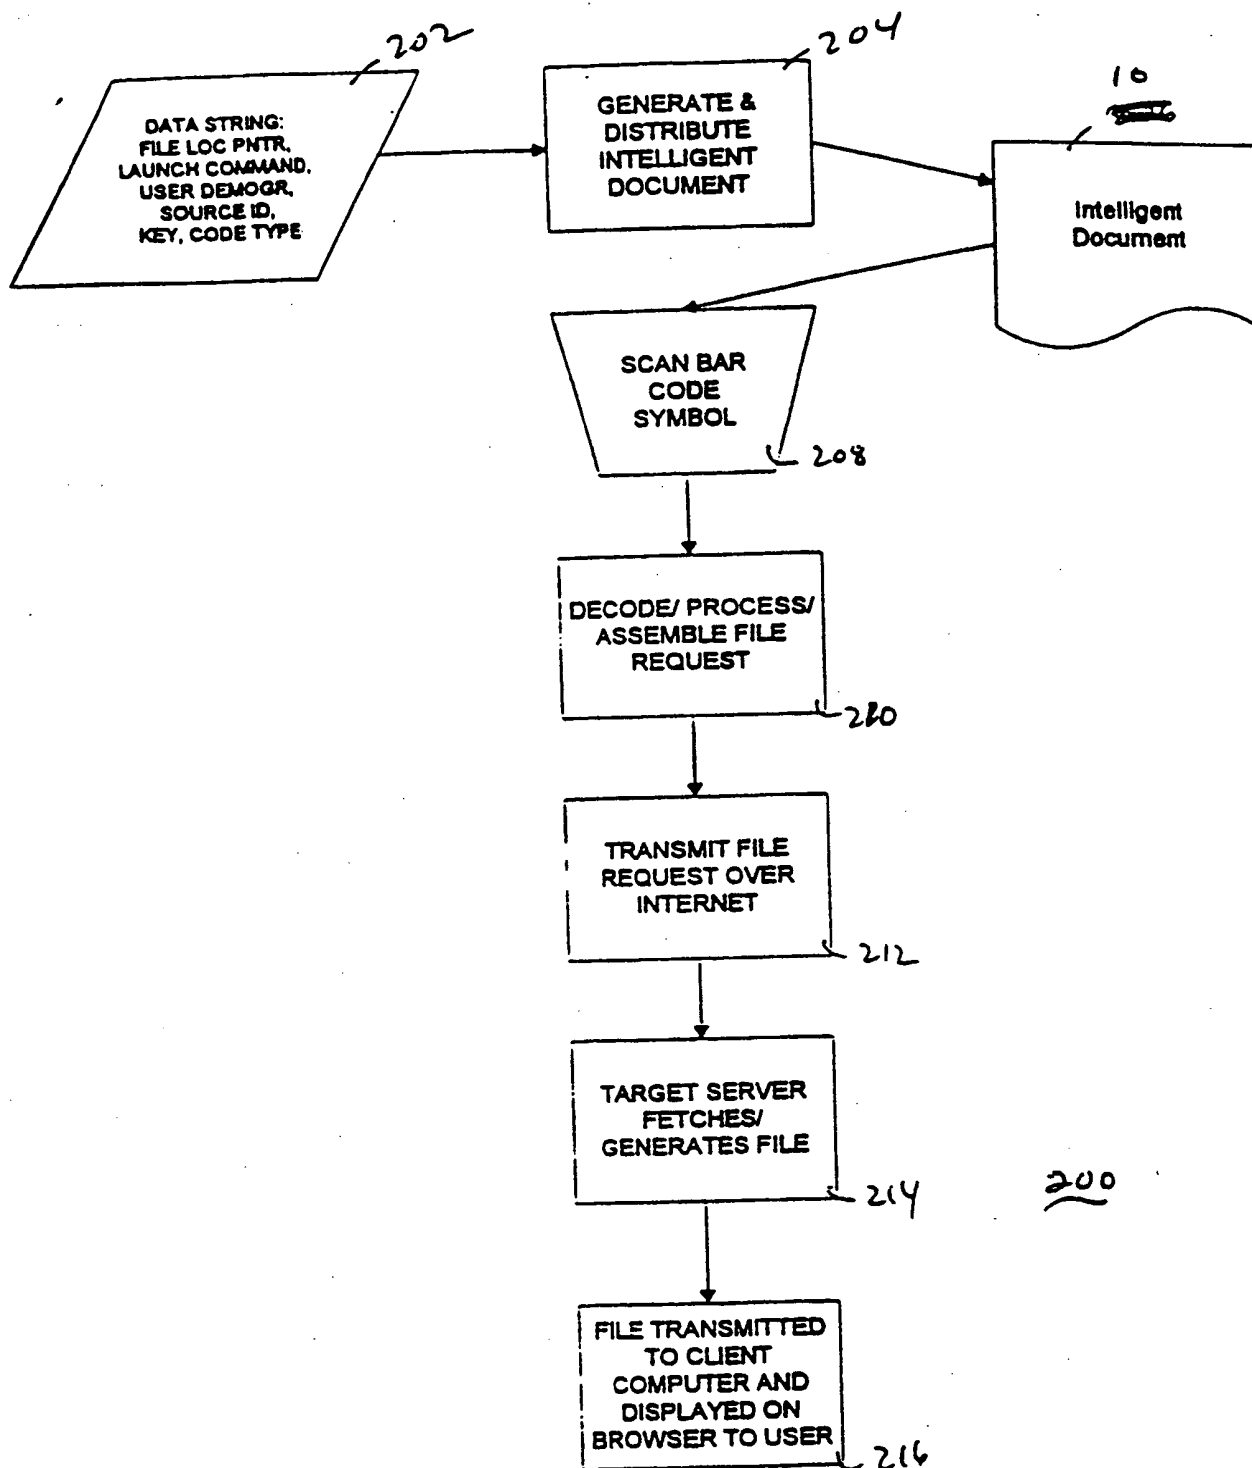 202
DATA STRING:
FILE LOC PNTR,
LAUNCH COMMAND,
USER DEMOGR,
SOURCE ID,
KEY, CODE TYPE
204
GENERATE &
DISTRIBUTE
INTELLIGENT
DOCUMENT
10
Intelligent
Document
SCAN BAR
CODE
SYMBOL
208
DECODE/ PROCESS/
ASSEMBLE FILE
REQUEST
210
TRANSMIT FILE
REQUEST OVER
INTERNET
212
TARGET SERVER
FETCHES/
GENERATES FILE
214
200
FILE TRANSMITTED
TO CLIENT
COMPUTER AND
DISPLAYED ON
BROWSER TO USER
216